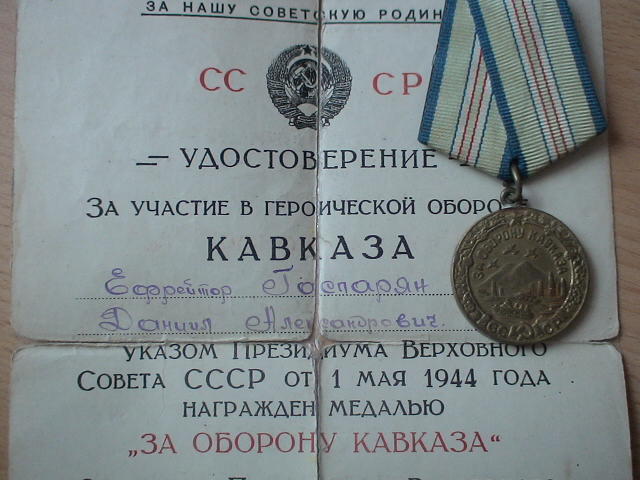 ЗА НАШУ СОВЕТСКУЮ РОДИН
СС СР
УДОСТОВЕРЕНИЕ
ЗА УЧАСТИЕ В ГЕРОИЧЕСКОЙ ОБОРО
КАВКАЗА
Ефрейтор Гаспарян
Даниил Александрович.
УКАЗОМ ПРЕЗИДИУМА ВЕРХОВНОГО
СОВЕТА СССР ОТ 1 МАЯ 1944 ГОДА
НАГРАЖДЕН МЕДАЛЬЮ
„ЗА ОБОРОНУ КАВКАЗА“
ЗА ОБОРОНУ КАВКАЗА